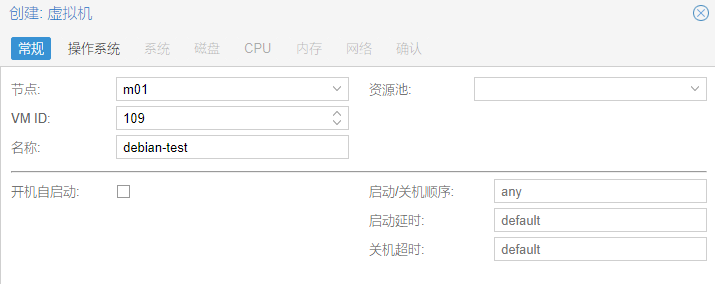 创建: 虚拟机
常规 操作系统 系统 磁盘 CPU 内存 网络 确认
节点: m01 资源池:
VM ID: 109
名称: debian-test
开机自启动: 启动/关机顺序: any
启动延时: default
关机超时: default